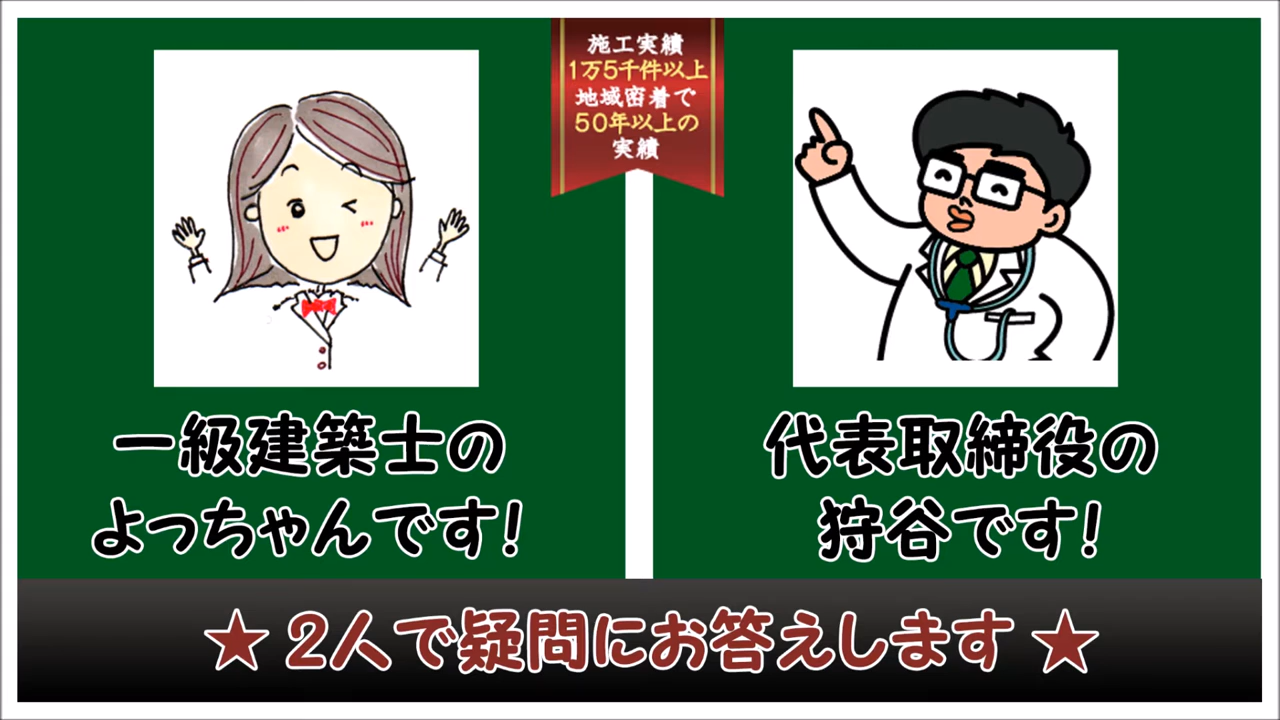 施工実績
1万5千件以上
地域密着で
50年以上の
実績
一級建築士の
よっちゃんです!
代表取締役の
狩谷です!
★ 2人で疑問にお答えします ★